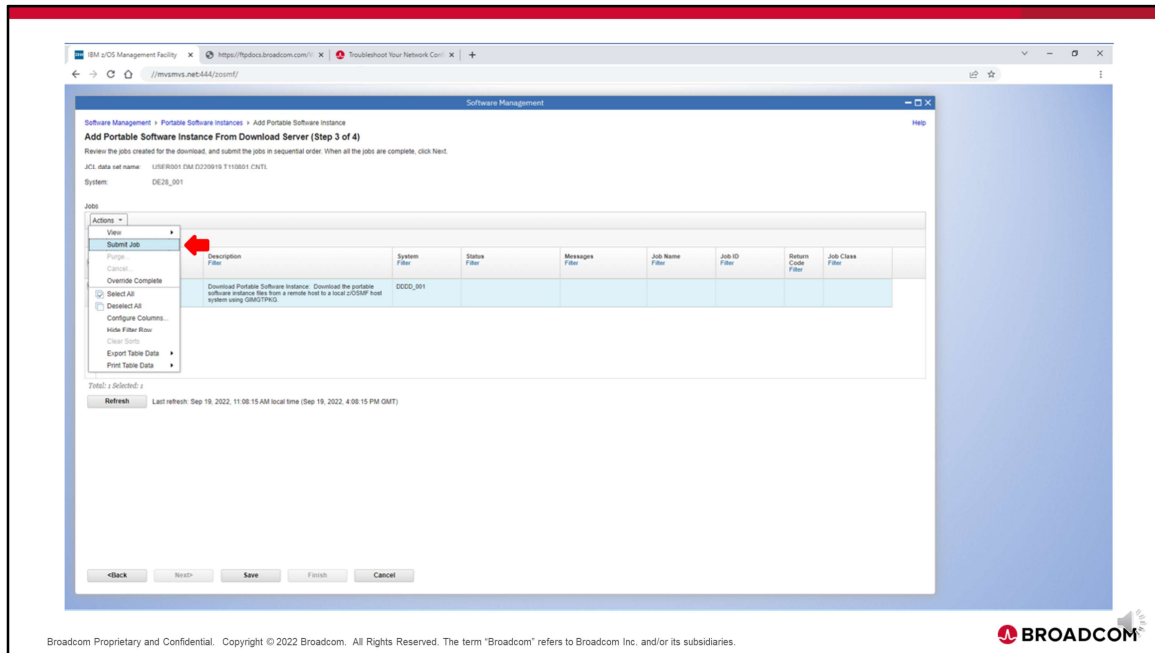 IBM z/OS Management Facility
https://ftpdocs.broadcom.com/
Troubleshoot Your Network Con
//mvsmvs.net:444/zosmf/
Software Management
Software Management Portable Software Instances Add Portable Software Instance
Help
Add Portable Software Instance From Download Server (Step 3 of 4)
Review the jobs created for the download, and submit the jobs in sequential order. When all the jobs are complete, click Next.
JCL data set name: USER001.DM.D220919.T110801.CNTL
System: DE28_001
Jobs
Actions
View
Submit Job
Purge...
Cancel...
Override Complete
Select All
Deselect All
Configure Columns...
Hide Filter Row
Clear Sorts
Export Table Data
Print Table Data
Description System Status Messages Job Name Job ID Return Code Job Class
Filter Filter Filter Filter Filter Filter Filter Filter
Download Portable Software Instance: Download the portable
software instance files from a remote host to a local z/OSMF host
system using GIMGTPKG.
DDDD_001
Total: 1 Selected: 1
Refresh Last refresh: Sep 19, 2022, 11:08:15 AM local time (Sep 19, 2022, 4:08:15 PM GMT)
<Back Next> Save Finish Cancel
Broadcom Proprietary and Confidential. Copyright © 2022 Broadcom. All Rights Reserved. The term “Broadcom” refers to Broadcom Inc. and/or its subsidiaries.
BROADCOM